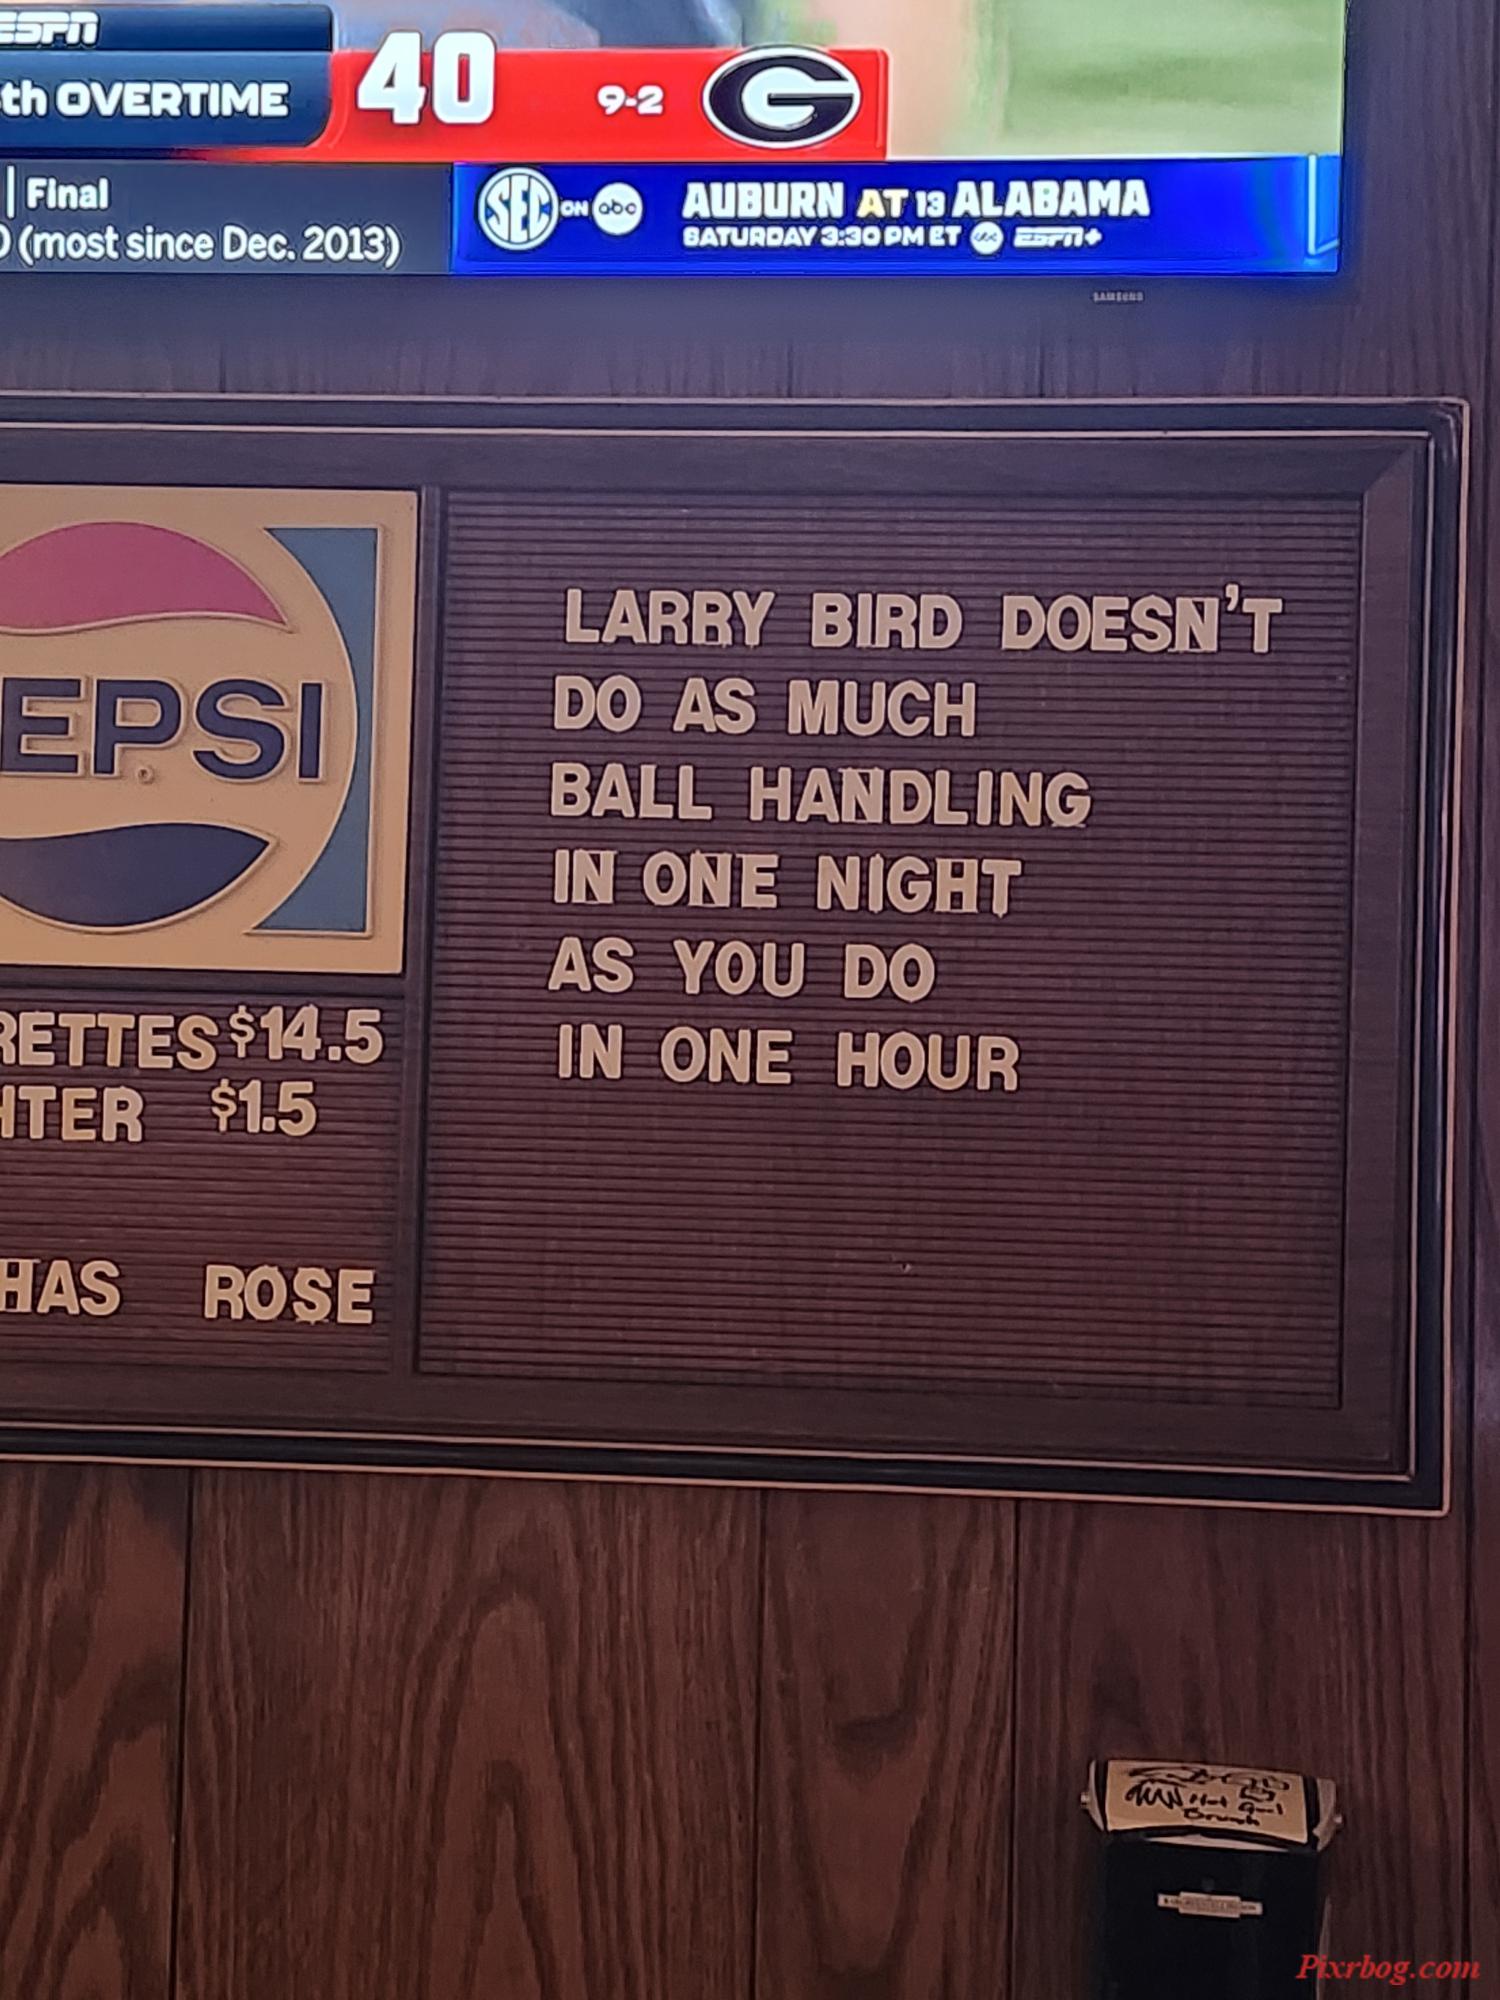 ESPN
th OVERTIME
40
9-2
G
Final
(most since Dec. 2013)
SEC ON abc
AUBURN AT 13 ALABAMA
SATURDAY 3:30 PM ET abc ESPN+
SAMSUNG
EPSI
RETTES $14.5
HTER $1.5
HAS ROSE
LARRY BIRD DOESN'T
DO AS MUCH
BALL HANDLING
IN ONE NIGHT
AS YOU DO
IN ONE HOUR
Pixrbog.com